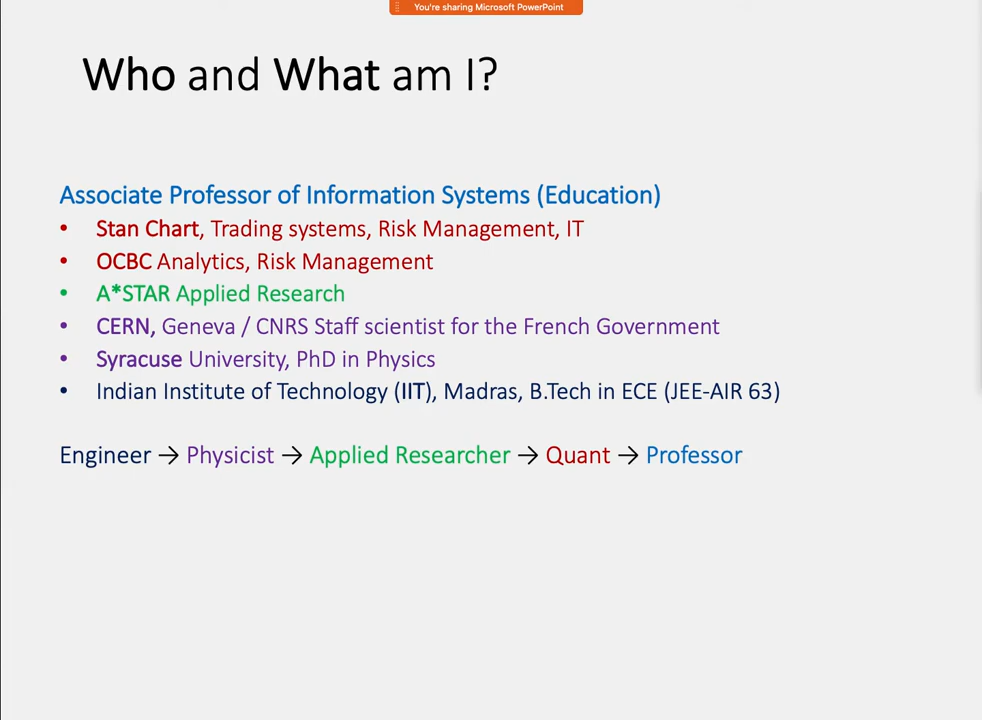 You're sharing Microsoft PowerPoint
Who and What am I?
Associate Professor of Information Systems (Education)
• Stan Chart, Trading systems, Risk Management, IT
• OCBC Analytics, Risk Management
• A*STAR Applied Research
• CERN, Geneva / CNRS Staff scientist for the French Government
• Syracuse University, PhD in Physics
• Indian Institute of Technology (IIT), Madras, B.Tech in ECE (JEE-AIR 63)
Engineer → Physicist → Applied Researcher → Quant → Professor